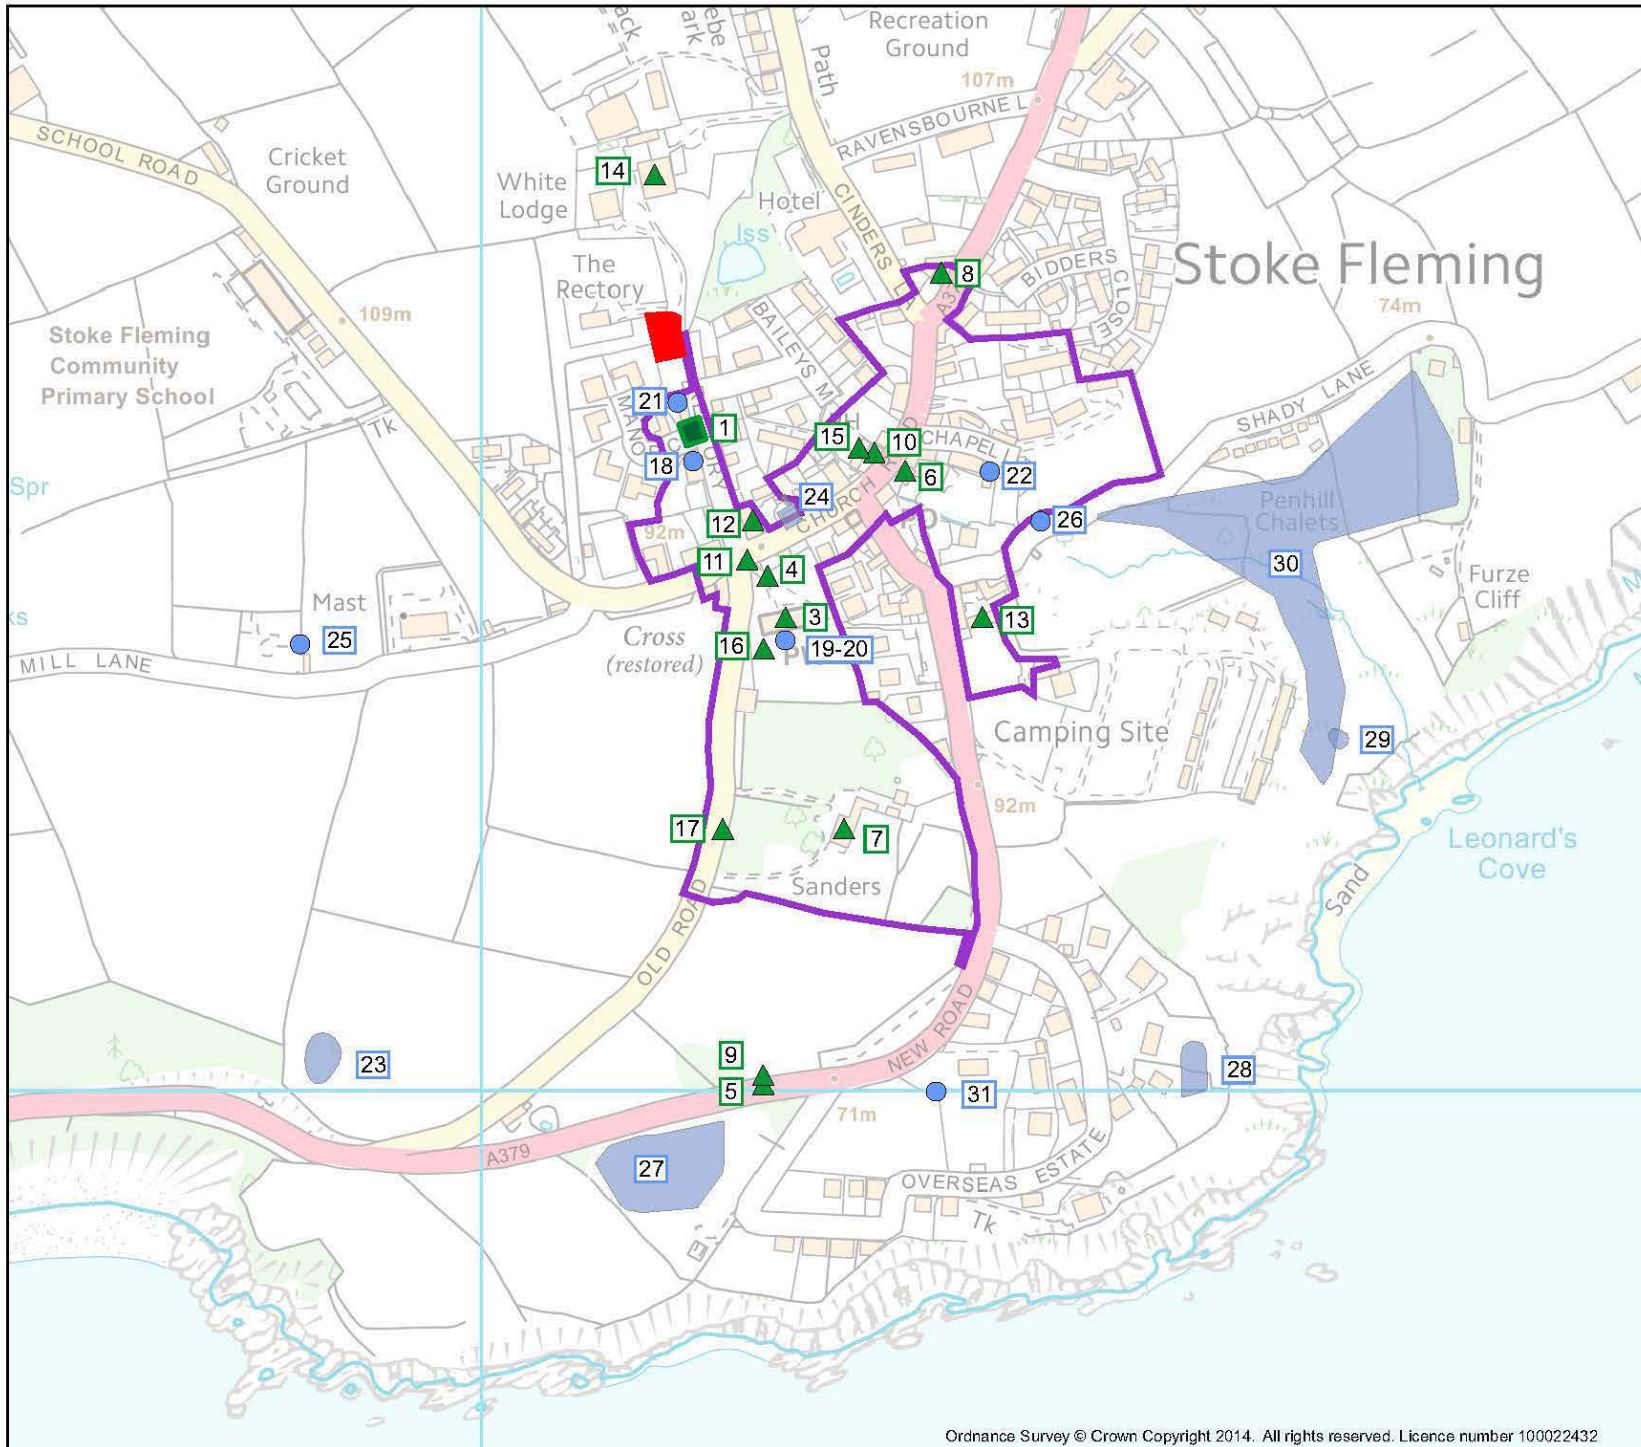 Recreation
Ground
Path
107m
RAVENSBOURNE L
SCHOOL ROAD
Cricket
Ground
14
White
Lodge
Hotel
CINDERS
Iss
The
Rectory
8
BIDDERS
CLOSE
Stoke Fleming
74m
109m
Stoke Fleming
Community
Primary School
BAILEYS M
SHADY LANE
21
1
15
10
CHAPEL
6
22
18
Tk
Spr
24
CHURCH
12
92m
26
Penhill
Chalets
11
4
30
Furze
Cliff
Mast
3
13
25
Cross
(restored)
16
19-20
MILL LANE
Camping Site
29
92m
17
7
Leonard's
Cove
Sanders
Sand
OLD ROAD
NEW ROAD
9
23
28
5
31
71m
A379
27
OVERSEAS ESTATE
Tk
Ordnance Survey © Crown Copyright 2014. All rights reserved. Licence number 100022432